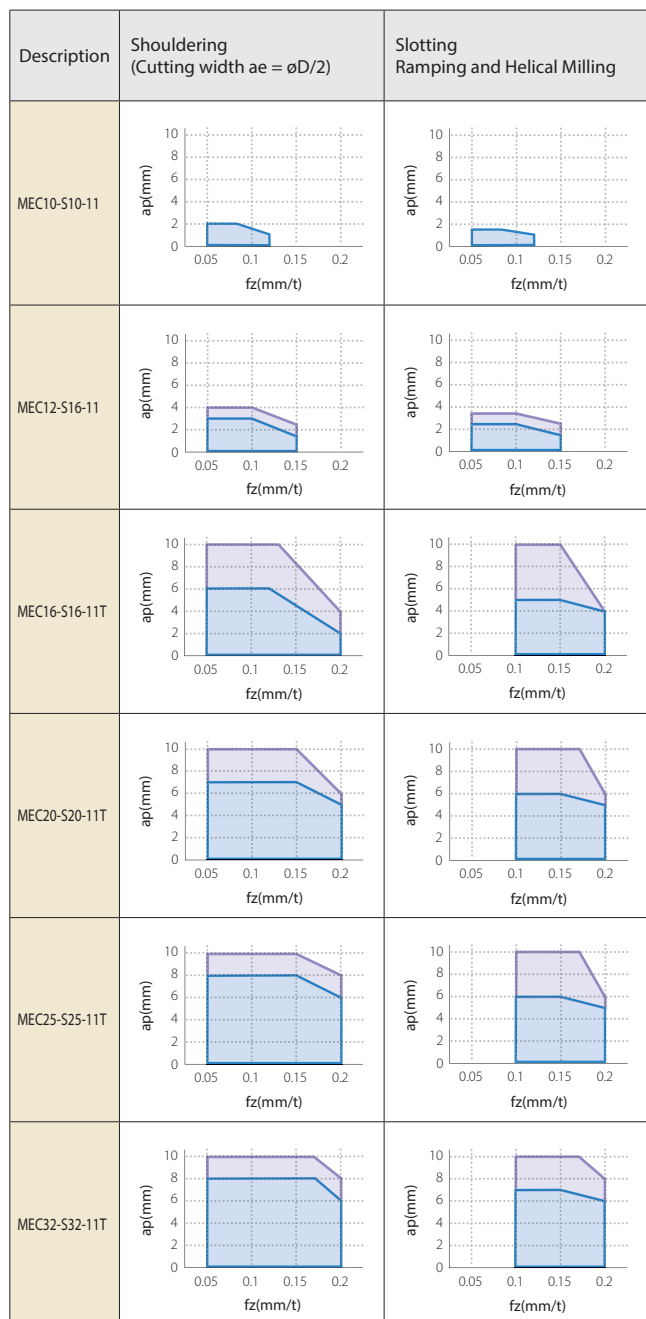 Description
Shouldering
(Cutting width ae = øD/2)
Slotting
Ramping and Helical Milling
MEC10-S10-11
ap(mm)
10
8
6
4
2
0
0.05 0.1 0.15 0.2
fz(mm/t)
ap(mm)
10
8
6
4
2
0
0.05 0.1 0.15 0.2
fz(mm/t)
MEC12-S16-11
ap(mm)
10
8
6
4
2
0
0.05 0.1 0.15 0.2
fz(mm/t)
ap(mm)
10
8
6
4
2
0
0.05 0.1 0.15 0.2
fz(mm/t)
MEC16-S16-11T
ap(mm)
10
8
6
4
2
0
0.05 0.1 0.15 0.2
fz(mm/t)
ap(mm)
10
8
6
4
2
0
0.05 0.1 0.15 0.2
fz(mm/t)
MEC20-S20-11T
ap(mm)
10
8
6
4
2
0
0.05 0.1 0.15 0.2
fz(mm/t)
ap(mm)
10
8
6
4
2
0
0.05 0.1 0.15 0.2
fz(mm/t)
MEC25-S25-11T
ap(mm)
10
8
6
4
2
0
0.05 0.1 0.15 0.2
fz(mm/t)
ap(mm)
10
8
6
4
2
0
0.05 0.1 0.15 0.2
fz(mm/t)
MEC32-S32-11T
ap(mm)
10
8
6
4
2
0
0.05 0.1 0.15 0.2
fz(mm/t)
ap(mm)
10
8
6
4
2
0
0.05 0.1 0.15 0.2
fz(mm/t)